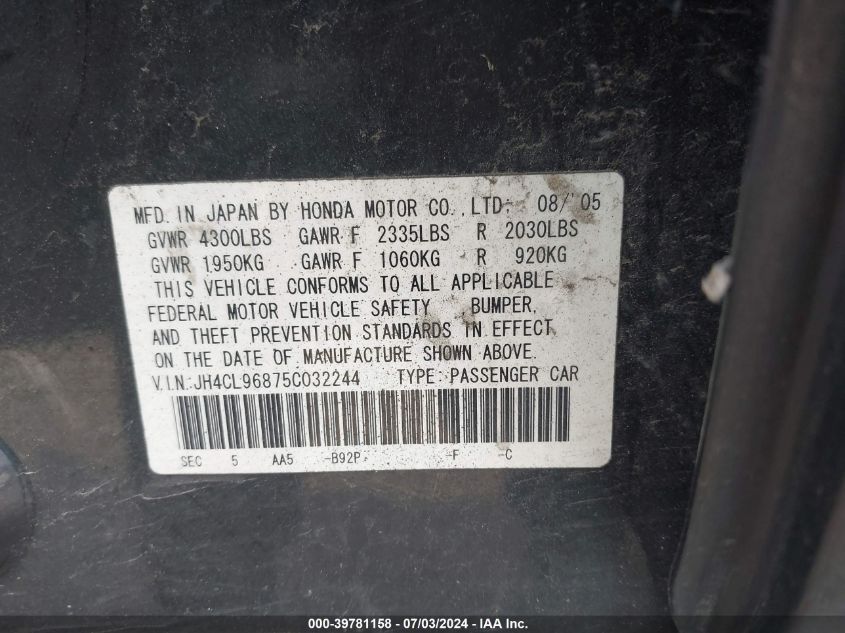 MFD. IN JAPAN BY HONDA MOTOR CO., LTD. 08/ 05
GVWR 4300LBS GAWR F 2335LBS R 2030LBS
GVWR 1950KG GAWR F 1060KG R 920KG
THIS VEHICLE CONFORMS TO ALL APPLICABLE
FEDERAL MOTOR VEHICLE SAFETY BUMPER,
AND THEFT PREVENTION STANDARDS IN EFFECT
ON THE DATE OF MANUFACTURE SHOWN ABOVE.
V.I.N.:JH4CL96875C032244 TYPE: PASSENGER CAR
SEC 5 AA5 -B92P- -F -C
000-39781158 - 07/03/2024 - IAA, Inc.